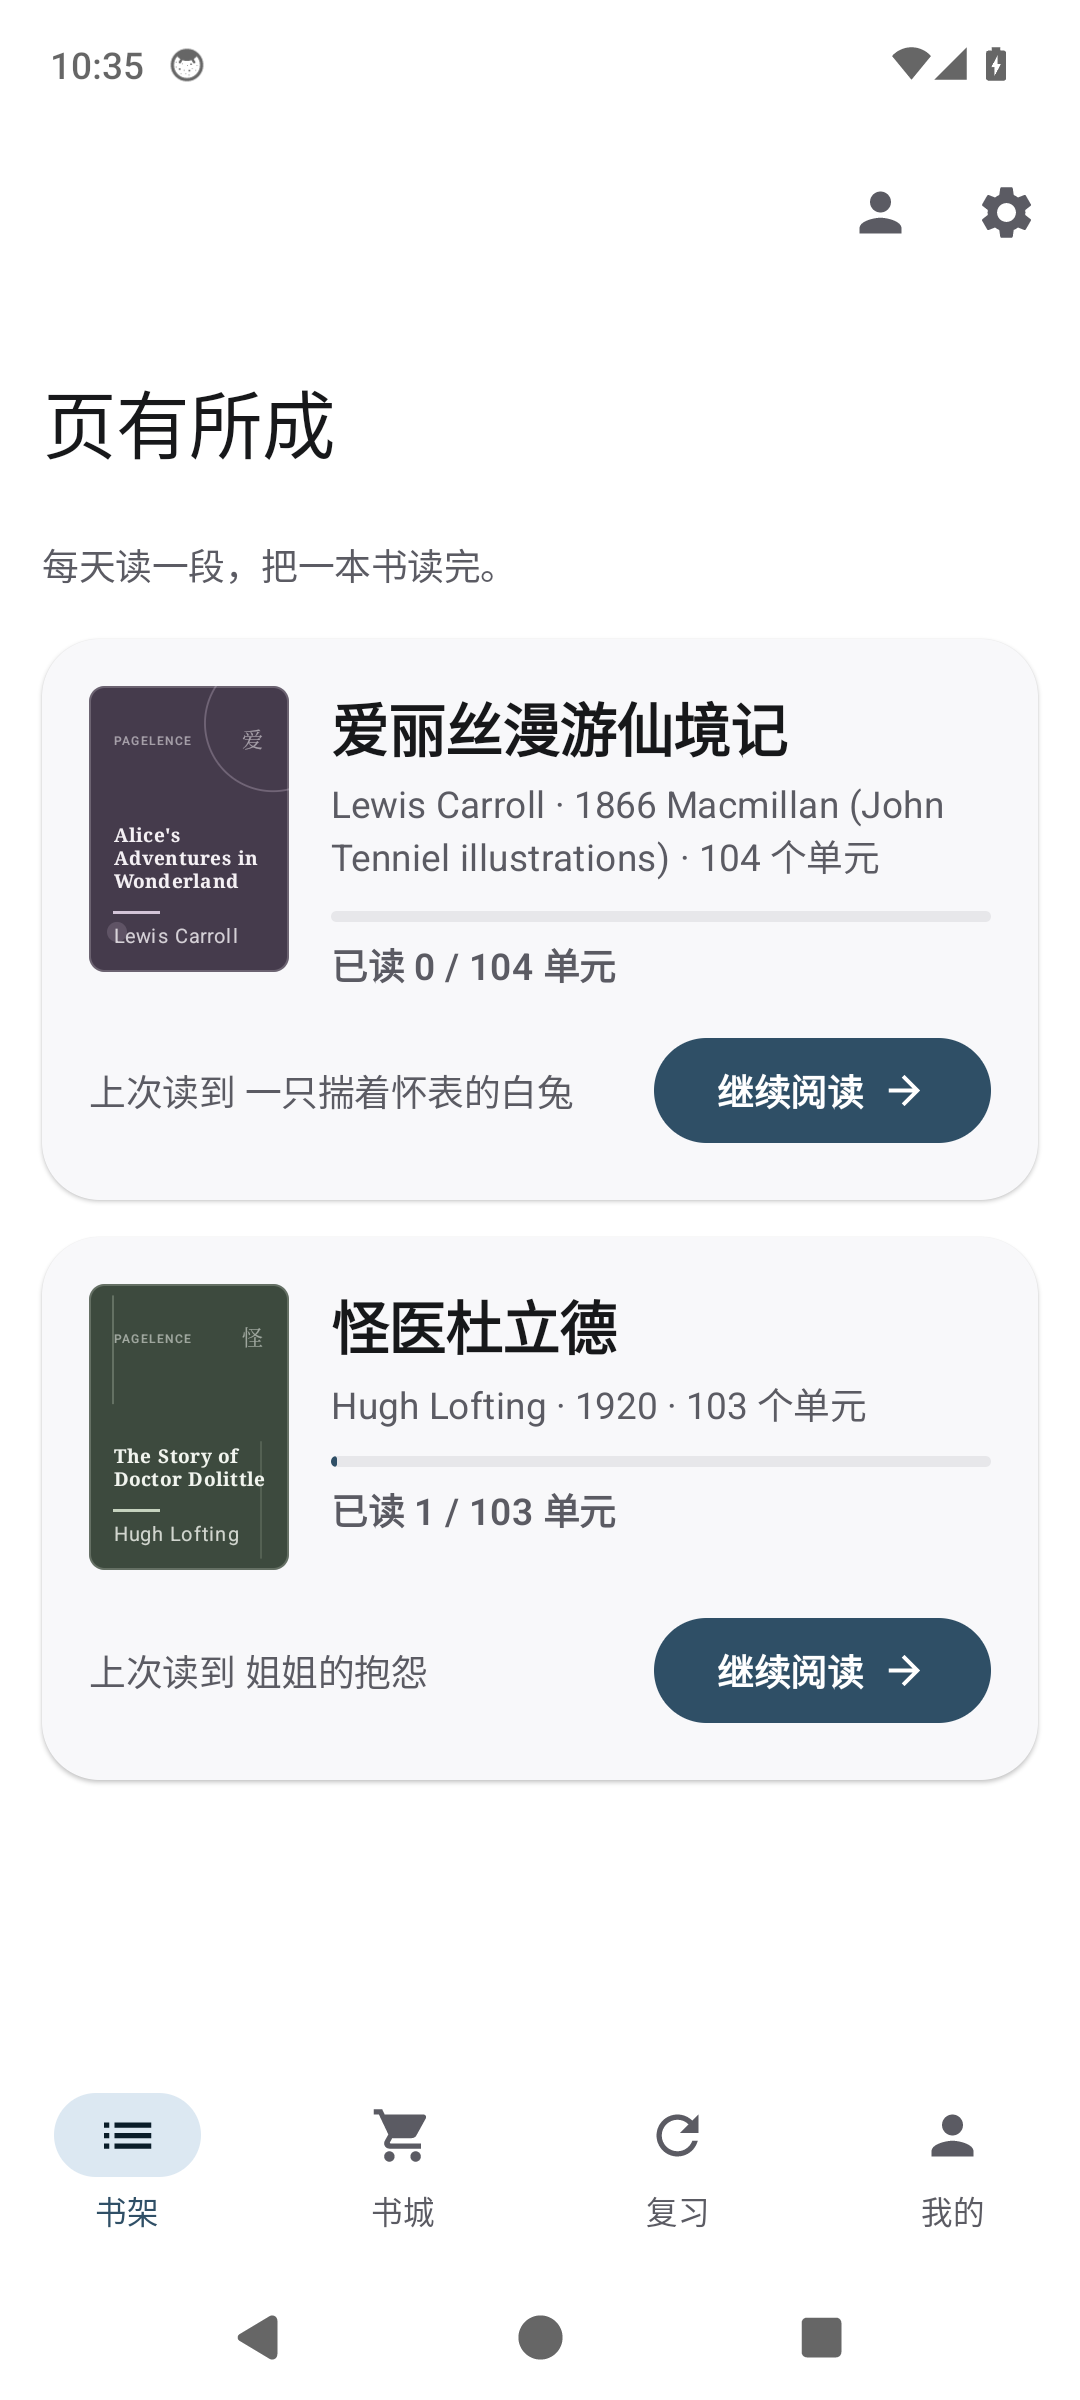 10:35
页有所成
每天读一段，把一本书读完。
PAGELENCE 爱
Alice's
Adventures in
Wonderland
Lewis Carroll
爱丽丝漫游仙境记
Lewis Carroll · 1866 Macmillan (John
Tenniel illustrations) · 104 个单元
已读 0 / 104 单元
上次读到 一只揣着怀表的白兔
继续阅读 →
PAGELENCE 怪
The Story of
Doctor Dolittle
Hugh Lofting
怪医杜立德
Hugh Lofting · 1920 · 103 个单元
已读 1 / 103 单元
上次读到 姐姐的抱怨
继续阅读 →
书架 书城 复习 我的